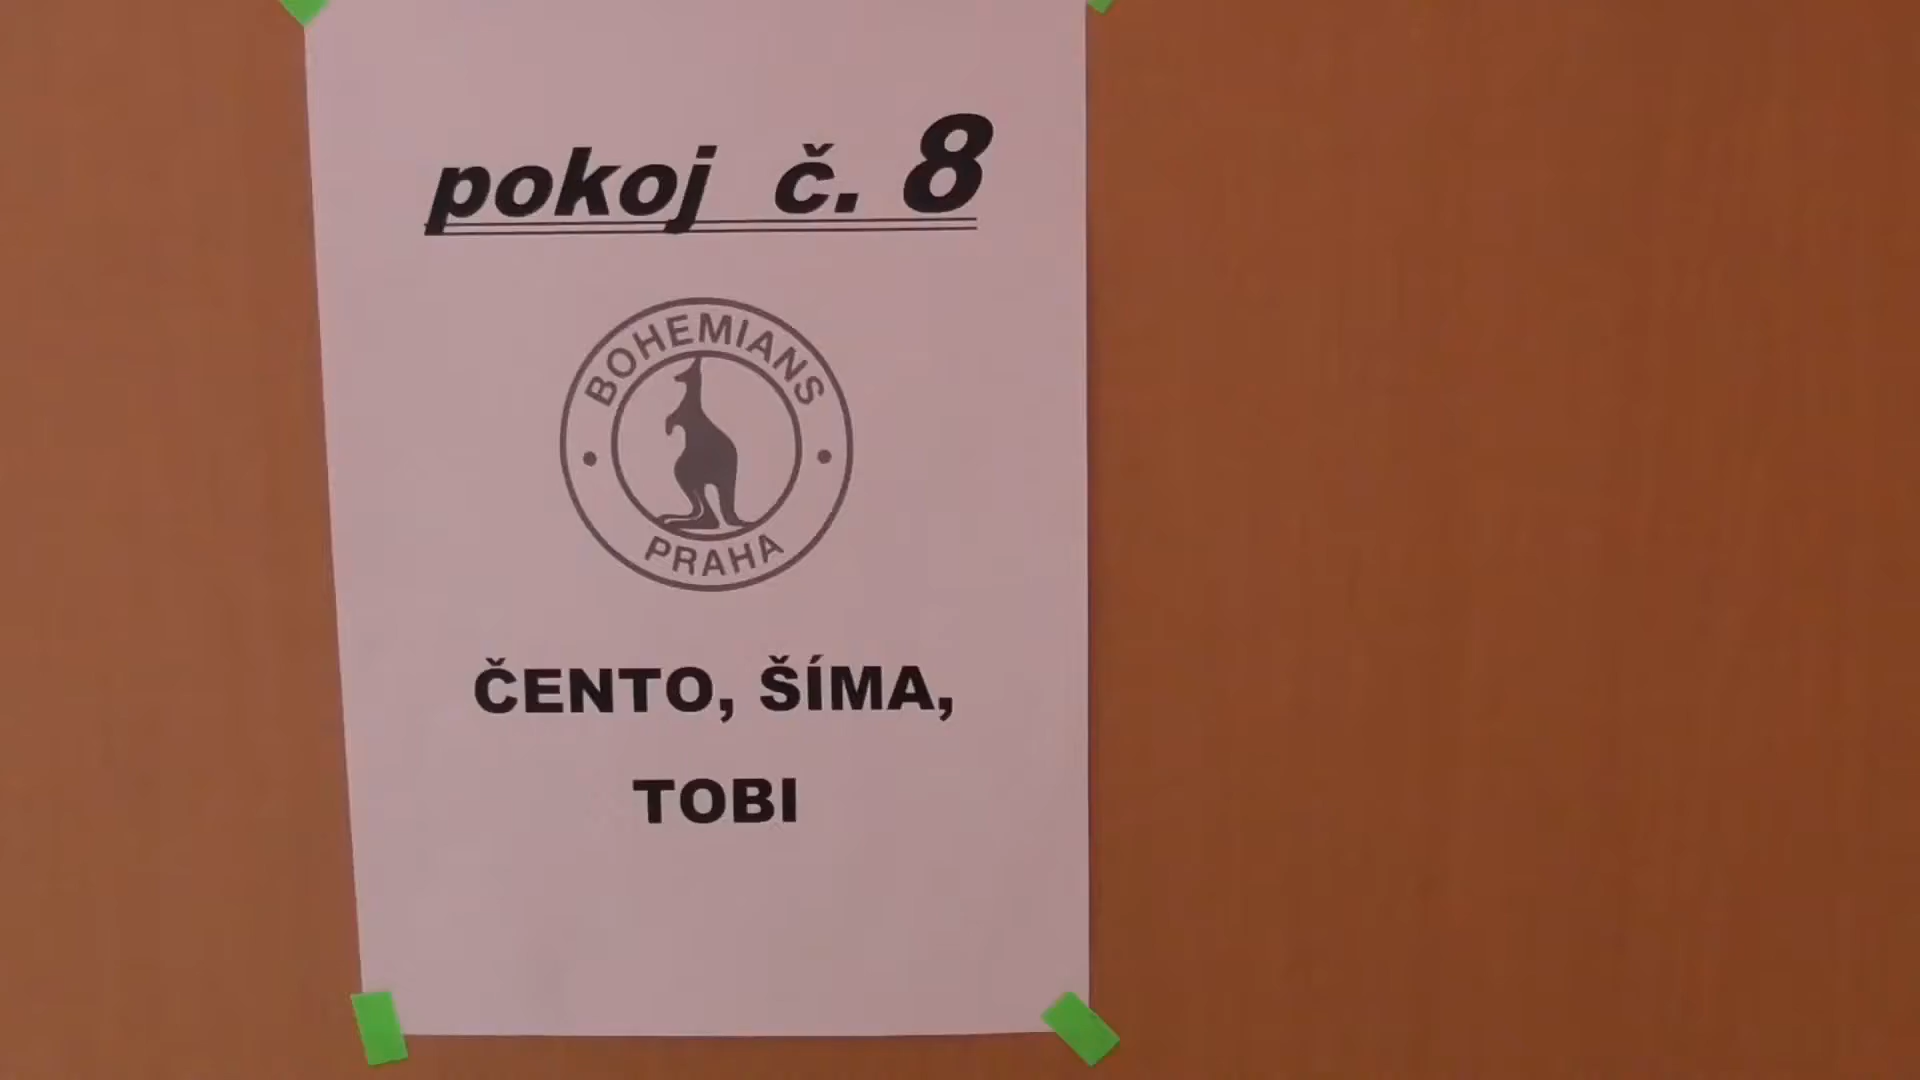 pokoj č. 8
BOHEMIANS
PRAHA
ČENTO, ŠÍMA,
TOBI